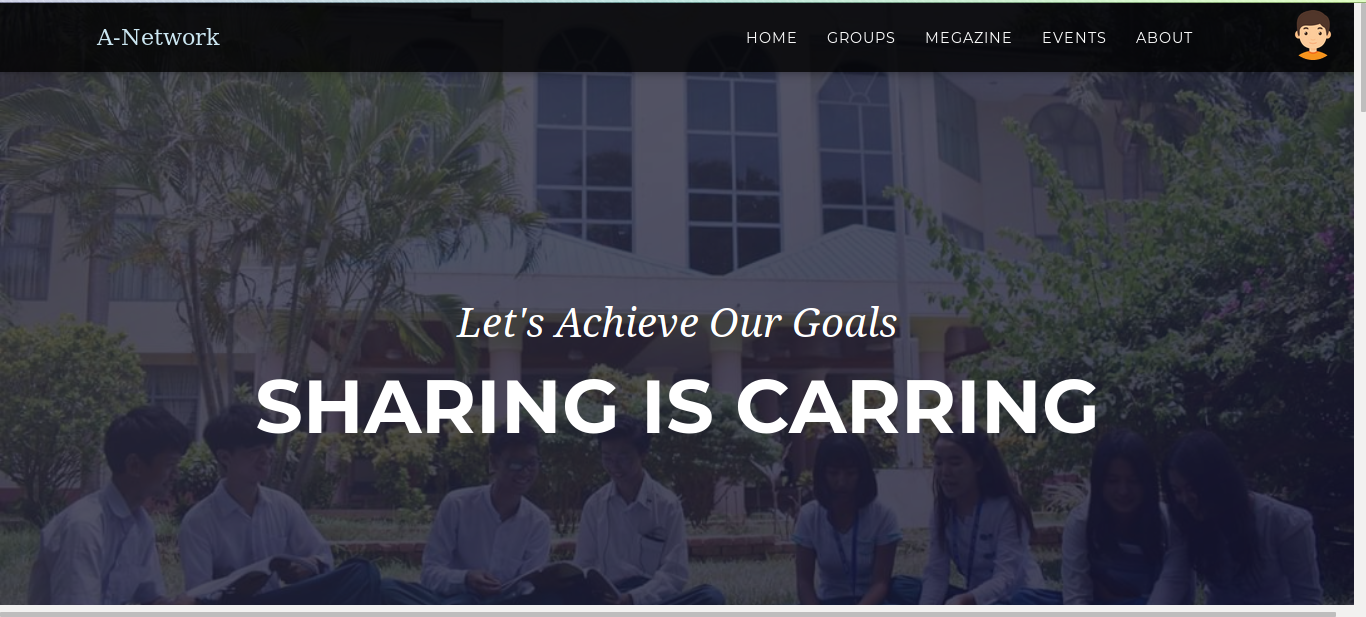 A-Network
HOME GROUPS MEGAZINE EVENTS ABOUT
Let's Achieve Our Goals
SHARING IS CARRING